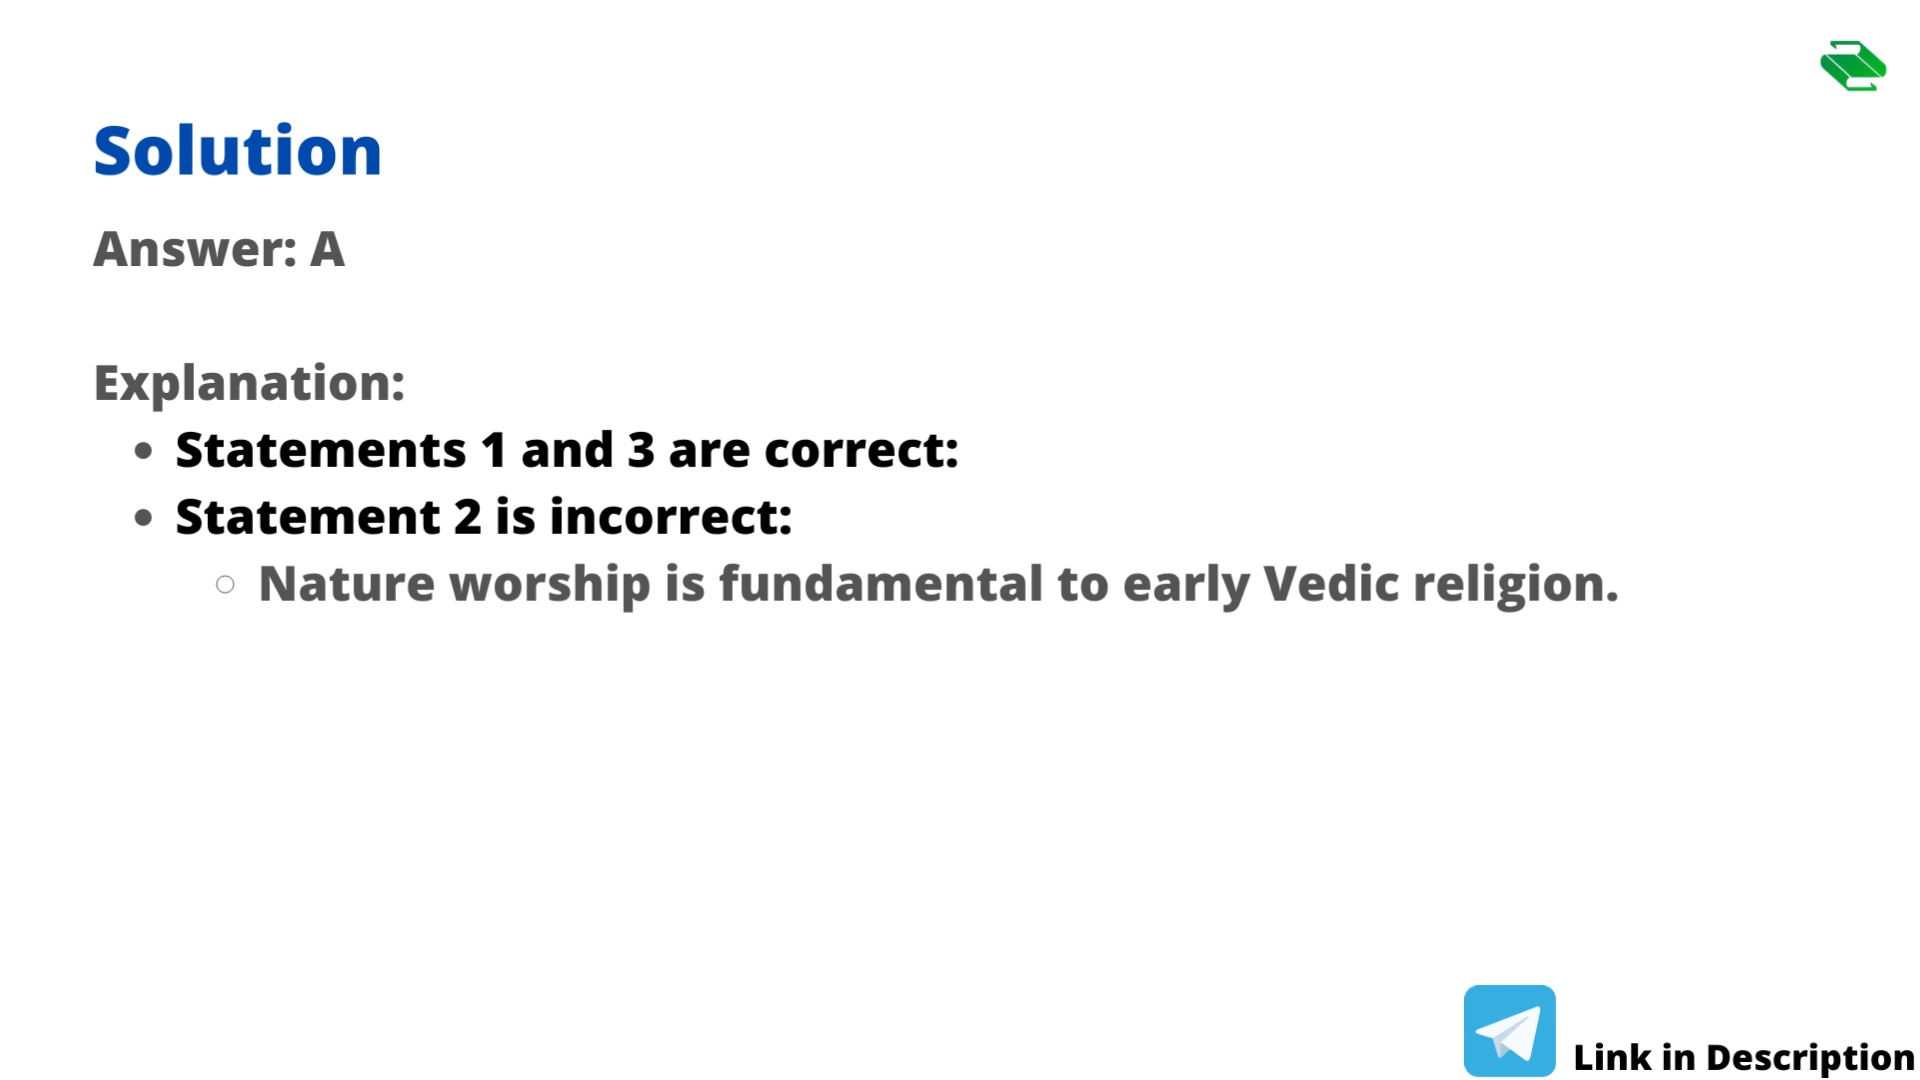 Solution
Answer: A
Explanation:
Statements 1 and 3 are correct:
Statement 2 is incorrect:
Nature worship is fundamental to early Vedic religion.
Link in Description